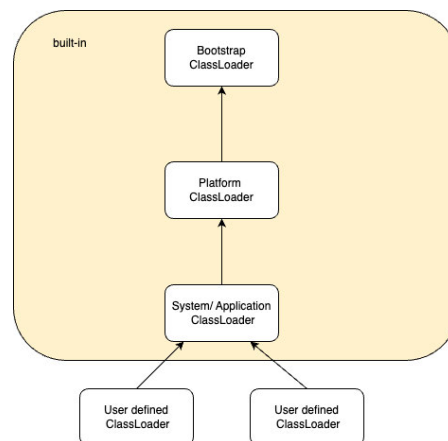 built-in
Bootstrap
ClassLoader
Platform
ClassLoader
System/ Application
ClassLoader
User defined
ClassLoader
User defined
ClassLoader